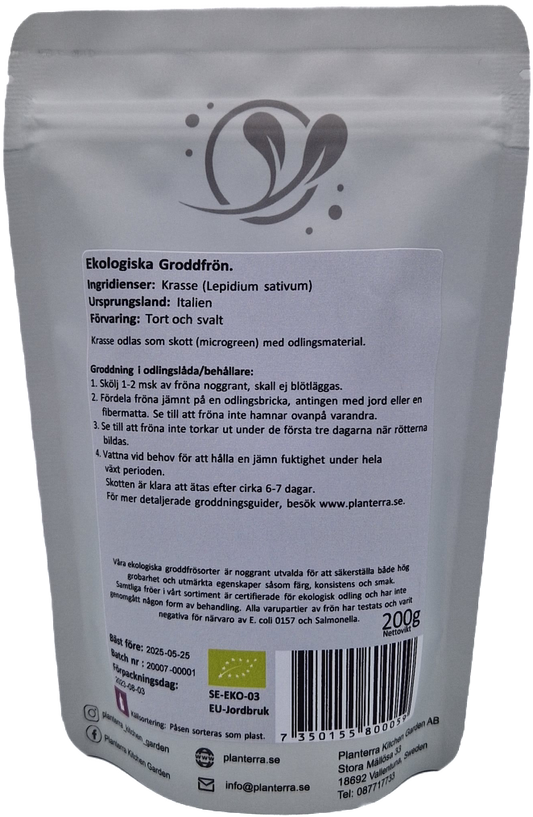 Ekologiska Groddfrön.
Ingridienser: Krasse (Lepidium sativum)
Ursprungsland: Italien
Förvaring: Tort och svalt
Krasse odlas som skott (microgreen) med odlingsmaterial.
Groddning i odlingslåda/behållare:
1. Skölj 1-2 msk av fröna noggrant, skall ej blötläggas.
2. Fördela fröna jämnt på en odlingsbricka, antingen med jord eller en
fibermatta. Se till att fröna inte hamnar ovanpå varandra.
3. Se till att fröna inte torkar ut under de första tre dagarna när rötterna
bildas.
4. Vattna vid behov för att hålla en jämn fuktighet under hela
växt perioden.
Skotten är klara att ätas efter cirka 6-7 dagar.
För mer detaljerade groddningsguider, besök www.planterra.se.
Våra ekologiska groddfrösorter är noggrant utvalda för att säkerställa både hög
grobarhet och utmärkta egenskaper såsom färg, konsistens och smak.
Samtliga fröer i vårt sortiment är certifierade för ekologisk odling och har inte
genomgått någon form av behandling. Alla varupartier av frön har testats och varit
negativa för närvaro av E. coli 0157 och Salmonella.
200g
Nettovikt
Bäst före: 2025-05-25
Batch nr : 20007-00001
Förpackningsdag:
2023-08-03
SE-EKO-03
EU-Jordbruk
Källsortering: Påsen sorteras som plast.
7 350155 800059
planterra_kitchen_garden
Planterra Kitchen Garden
planterra.se
info@planterra.se
Planterra Kitchen Garden AB
Stora Mällösa 33
18692 Vallentuna, Sweden
Tel: 087717733